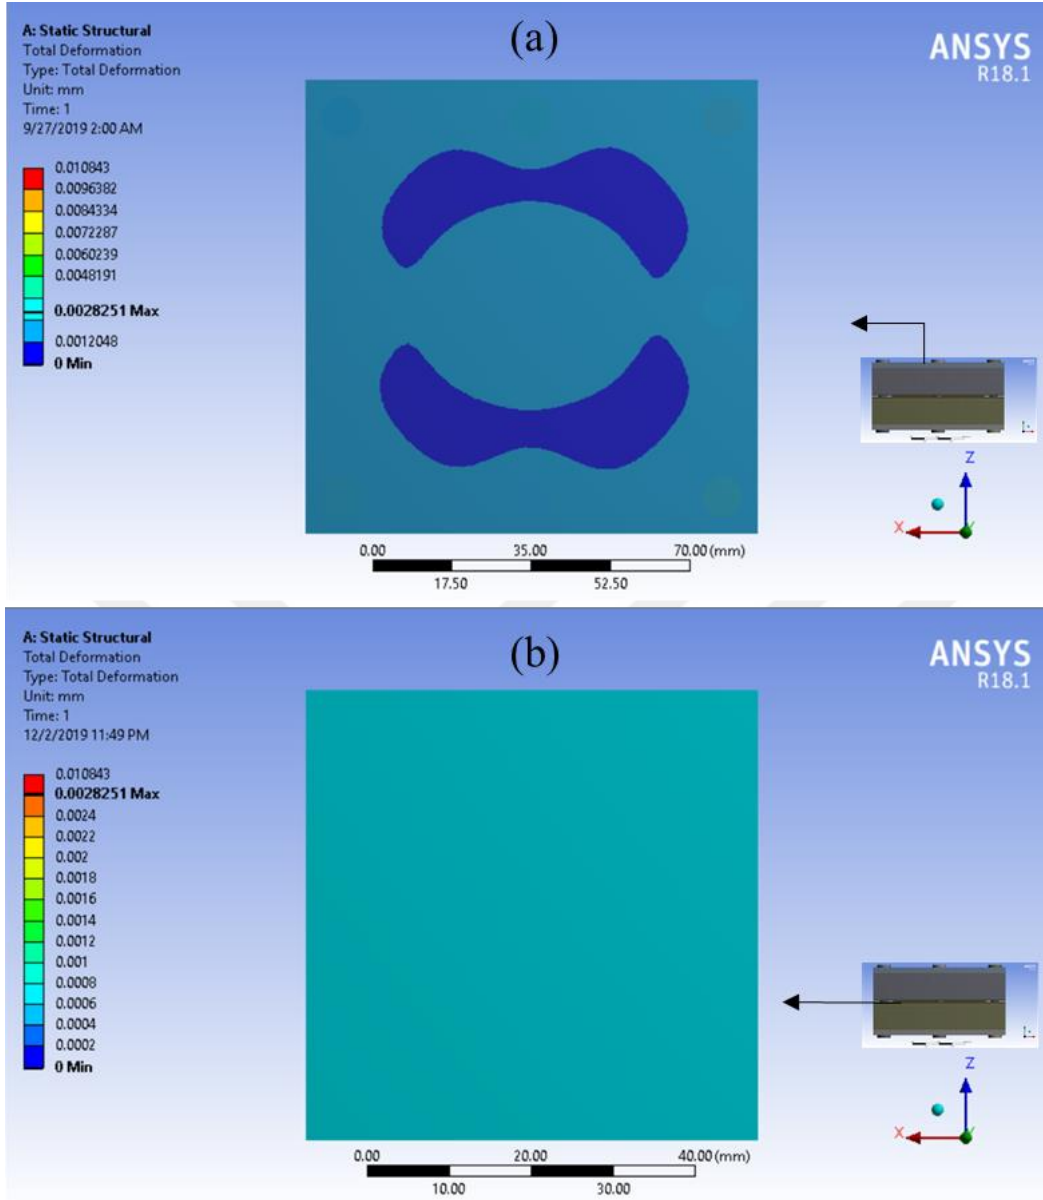 (a)
A: Static Structural
Total Deformation
Type: Total Deformation
Unit: mm
Time: 1
9/27/2019 2:00 AM
ANSYS
R18.1
0.010843
0.0096382
0.0084334
0.0072287
0.0060239
0.0048191
0.0028251 Max
0.0012048
0 Min
Z
X
0.00 35.00 70.00 (mm)
17.50 52.50
(b)
A: Static Structural
Total Deformation
Type: Total Deformation
Unit: mm
Time: 1
12/2/2019 11:49 PM
ANSYS
R18.1
0.010843
0.0028251 Max
0.0024
0.0022
0.002
0.0018
0.0016
0.0014
0.0012
0.001
0.0008
0.0006
0.0004
0.0002
0 Min
Z
X
0.00 20.00 40.00 (mm)
10.00 30.00